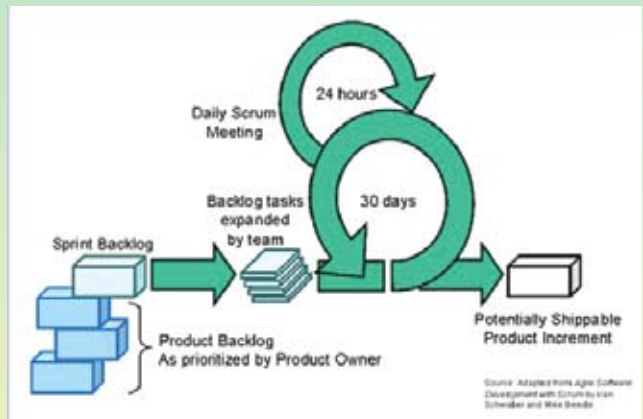 24 hours
Daily Scrum
Meeting
Backlog tasks
expanded
by team
30 days
Sprint Backlog
Product Backlog
As prioritized by Product Owner
Potentially Shippable
Product Increment
Source: Adapted from Agile Software
Development with Scrum by Ken
Schwaber and Mike Beedle